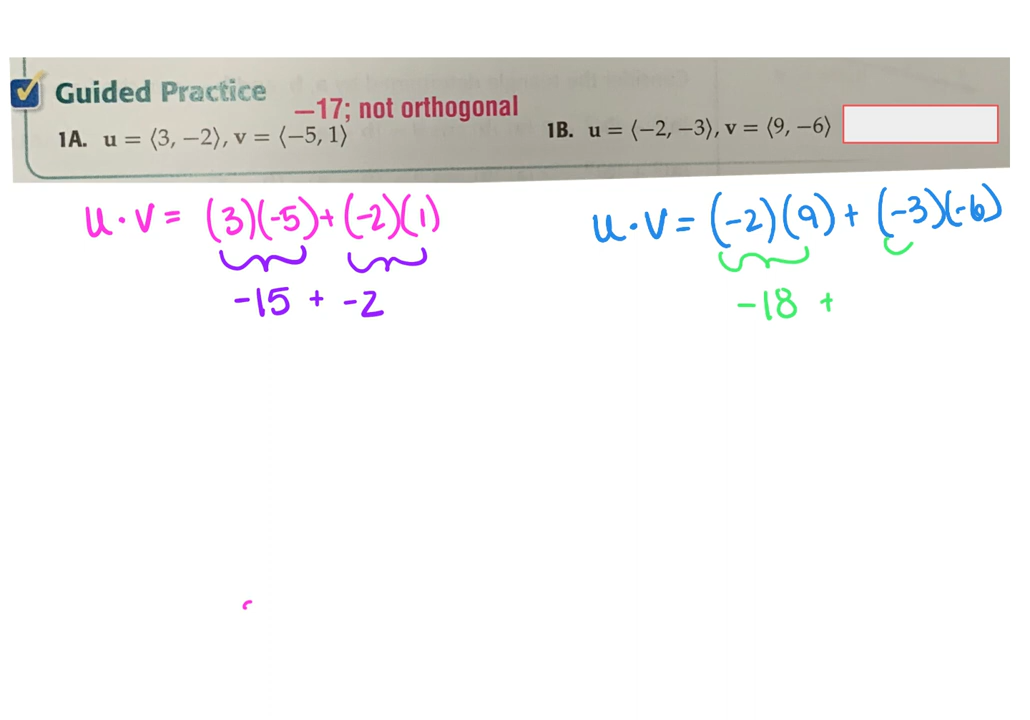 Guided Practice
–17; not orthogonal
1A. u = ⟨3, –2⟩, v = ⟨–5, 1⟩
1B. u = ⟨–2, –3⟩, v = ⟨9, –6⟩
u · v = (3)(-5) + (-2)(1)
-15 + -2
u · v = (-2)(9) + (-3)(-6)
-18 +